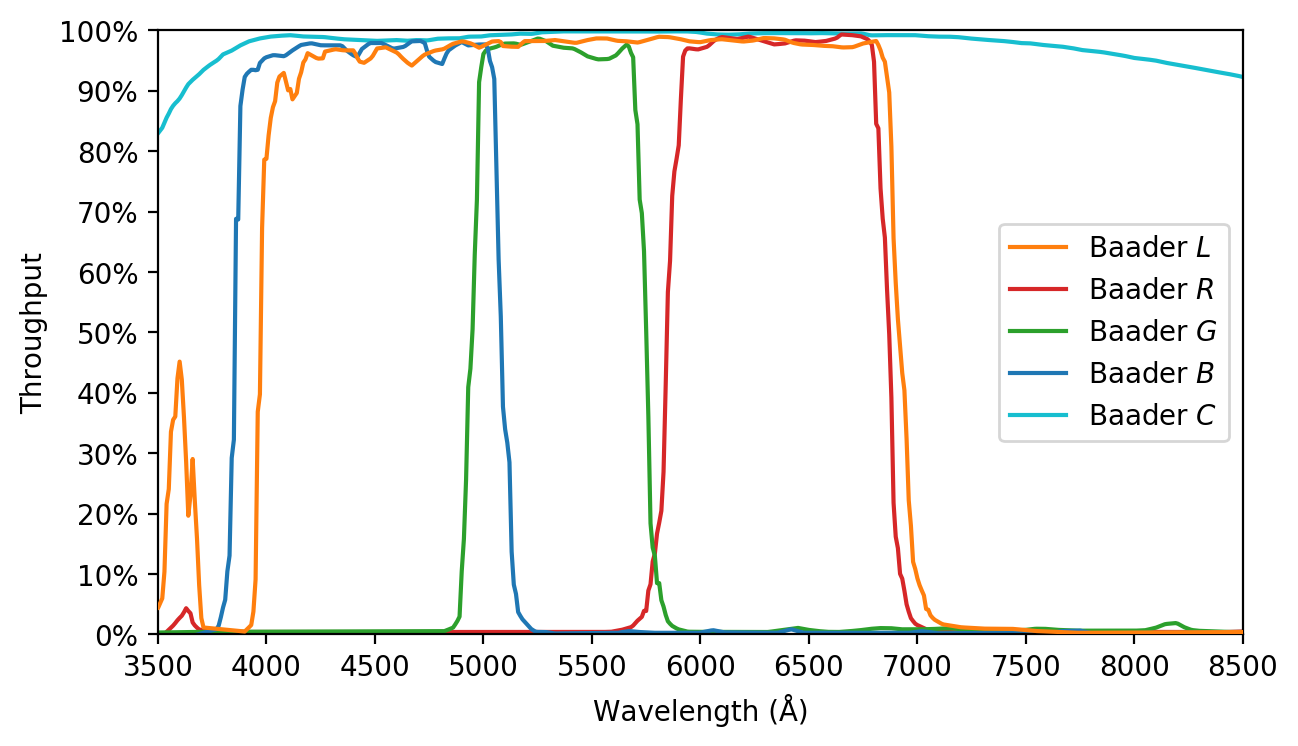 100%
90%
80%
70%
60%
50%
40%
30%
20%
10%
0%
Throughput
Baader L
Baader R
Baader G
Baader B
Baader C
3500 4000 4500 5000 5500 6000 6500 7000 7500 8000 8500
Wavelength (Å)